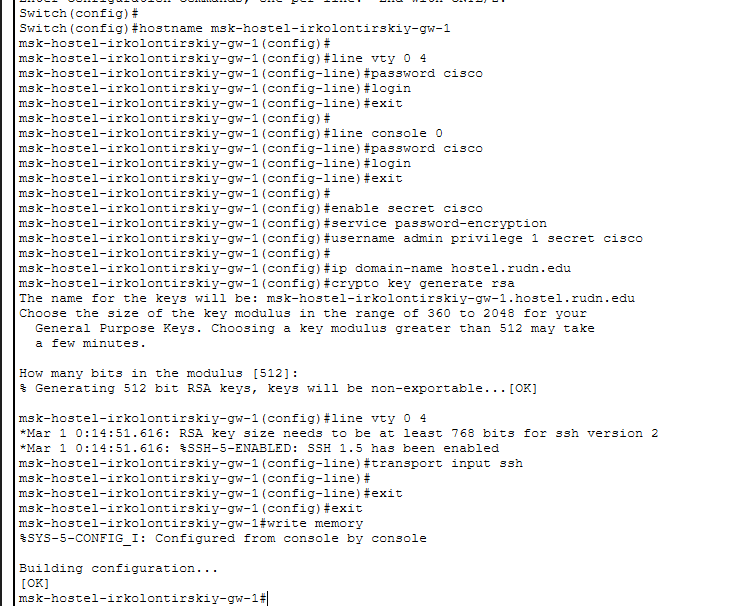 Switch(config)#
Switch(config)#hostname msk-hostel-irkolontirskiy-gw-1
msk-hostel-irkolontirskiy-gw-1(config)#
msk-hostel-irkolontirskiy-gw-1(config)#line vty 0 4
msk-hostel-irkolontirskiy-gw-1(config-line)#password cisco
msk-hostel-irkolontirskiy-gw-1(config-line)#login
msk-hostel-irkolontirskiy-gw-1(config-line)#exit
msk-hostel-irkolontirskiy-gw-1(config)#
msk-hostel-irkolontirskiy-gw-1(config)#line console 0
msk-hostel-irkolontirskiy-gw-1(config-line)#password cisco
msk-hostel-irkolontirskiy-gw-1(config-line)#login
msk-hostel-irkolontirskiy-gw-1(config-line)#exit
msk-hostel-irkolontirskiy-gw-1(config)#
msk-hostel-irkolontirskiy-gw-1(config)#enable secret cisco
msk-hostel-irkolontirskiy-gw-1(config)#service password-encryption
msk-hostel-irkolontirskiy-gw-1(config)#username admin privilege 1 secret cisco
msk-hostel-irkolontirskiy-gw-1(config)#
msk-hostel-irkolontirskiy-gw-1(config)#ip domain-name hostel.rudn.edu
msk-hostel-irkolontirskiy-gw-1(config)#crypto key generate rsa
The name for the keys will be: msk-hostel-irkolontirskiy-gw-1.hostel.rudn.edu
Choose the size of the key modulus in the range of 360 to 2048 for your
General Purpose Keys. Choosing a key modulus greater than 512 may take
a few minutes.
How many bits in the modulus [512]:
% Generating 512 bit RSA keys, keys will be non-exportable...[OK]
msk-hostel-irkolontirskiy-gw-1(config)#line vty 0 4
*Mar 1 0:14:51.616: RSA key size needs to be at least 768 bits for ssh version 2
*Mar 1 0:14:51.616: %SSH-5-ENABLED: SSH 1.5 has been enabled
msk-hostel-irkolontirskiy-gw-1(config-line)#transport input ssh
msk-hostel-irkolontirskiy-gw-1(config-line)#
msk-hostel-irkolontirskiy-gw-1(config-line)#exit
msk-hostel-irkolontirskiy-gw-1(config)#exit
msk-hostel-irkolontirskiy-gw-1#write memory
%SYS-5-CONFIG_I: Configured from console by console
Building configuration...
[OK]
msk-hostel-irkolontirskiy-gw-1#